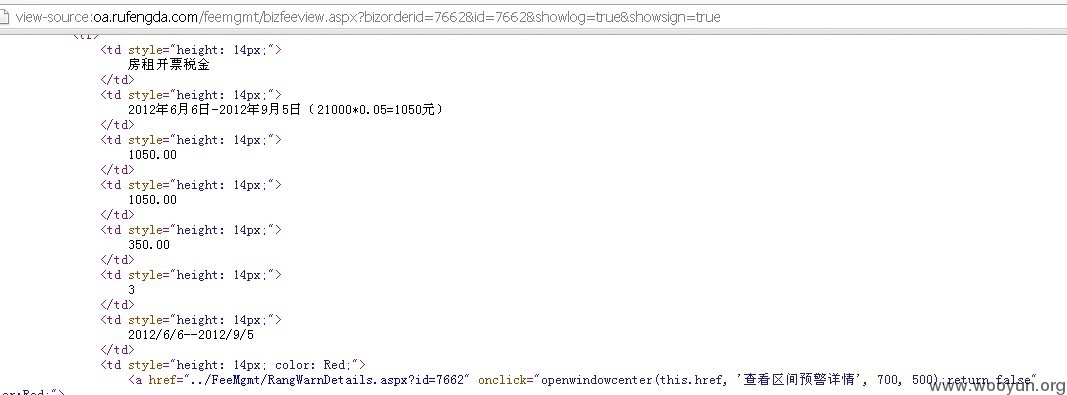 view-source:oa.rufengda.com/feemgmt/bizfeeview.aspx?bizorderid=7662&id=7662&showlog=true&showsign=true
<tr>
<td style="height: 14px;">
房租开票税金
</td>
<td style="height: 14px;">
2012年6月6日-2012年9月5日（21000*0.05=1050元）
</td>
<td style="height: 14px;">
1050.00
</td>
<td style="height: 14px;">
1050.00
</td>
<td style="height: 14px;">
350.00
</td>
<td style="height: 14px;">
3
</td>
<td style="height: 14px;">
2012/6/6--2012/9/5
</td>
<td style="height: 14px; color: Red;">
<a href="../FeeMgmt/RangWarnDetails.aspx?id=7662" onclick="openwindowcenter(this.href, '查看区间预警详情', 700, 500) return false"
or:Red;">
www.wooyun.org